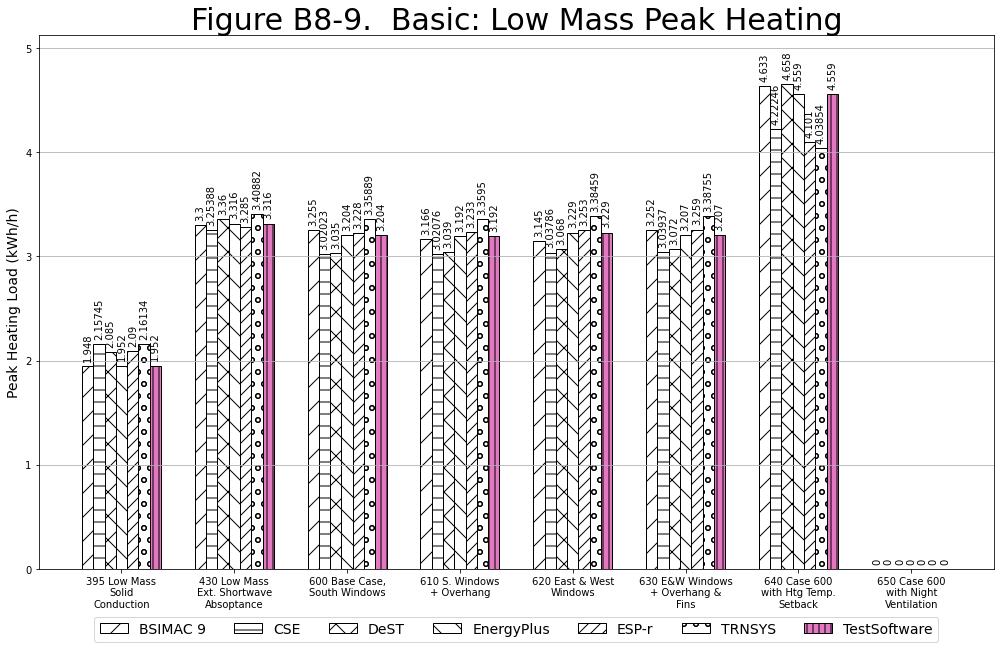 Figure B8-9.  Basic: Low Mass Peak Heating
Peak Heating Load (kWh/h)
5
4
3
2
1
0
1.948
2.15745
2.085
1.952
2.09
2.16134
1.952
3.3
3.25388
3.36
3.316
3.285
3.40882
3.316
3.255
3.02023
3.035
3.204
3.228
3.35889
3.204
3.166
3.02076
3.039
3.192
3.233
3.3595
3.192
3.145
3.03786
3.068
3.229
3.253
3.38459
3.229
3.252
3.03937
3.072
3.207
3.259
3.38755
3.207
4.633
4.22246
4.658
4.559
4.101
4.03854
4.559
0
0
0
0
0
0
0
395 Low Mass
Solid
Conduction
430 Low Mass
Ext. Shortwave
Absoptance
600 Base Case,
South Windows
610 S. Windows
+ Overhang
620 East & West
Windows
630 E&W Windows
+ Overhang &
Fins
640 Case 600
with Htg Temp.
Setback
650 Case 600
with Night
Ventilation
BSIMAC 9
CSE
DeST
EnergyPlus
ESP-r
TRNSYS
TestSoftware